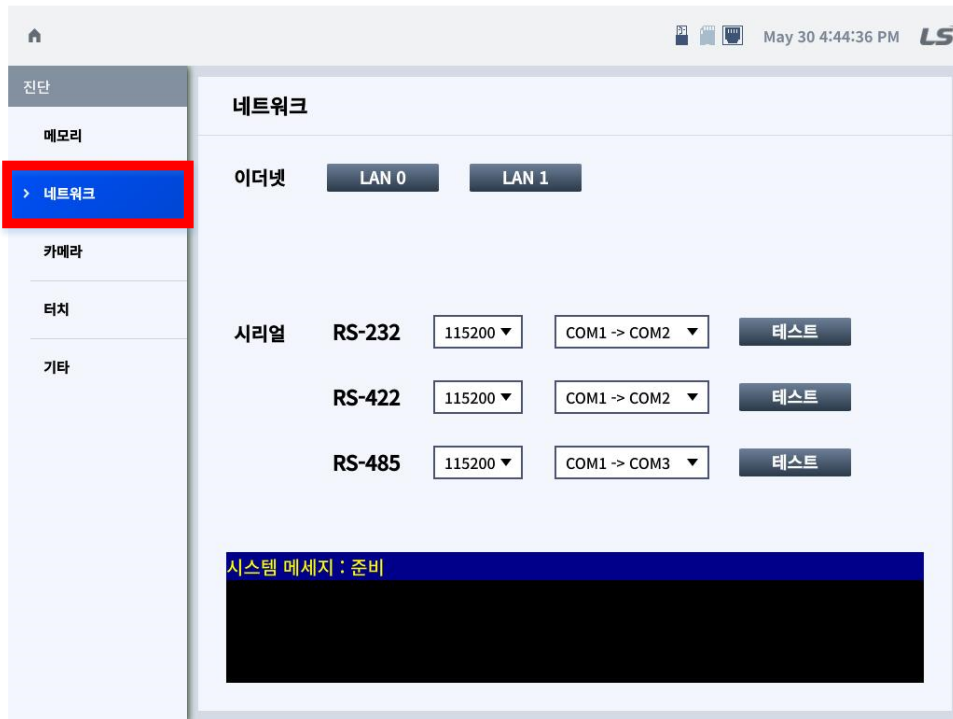 May 30 4:44:36 PM LS
진단
메모리
> 네트워크
카메라
터치
기타
네트워크
이더넷 LAN 0 LAN 1
시리얼 RS-232 115200 ▼ COM1 -> COM2 ▼ 테스트
RS-422 115200 ▼ COM1 -> COM2 ▼ 테스트
RS-485 115200 ▼ COM1 -> COM3 ▼ 테스트
시스템 메세지 : 준비